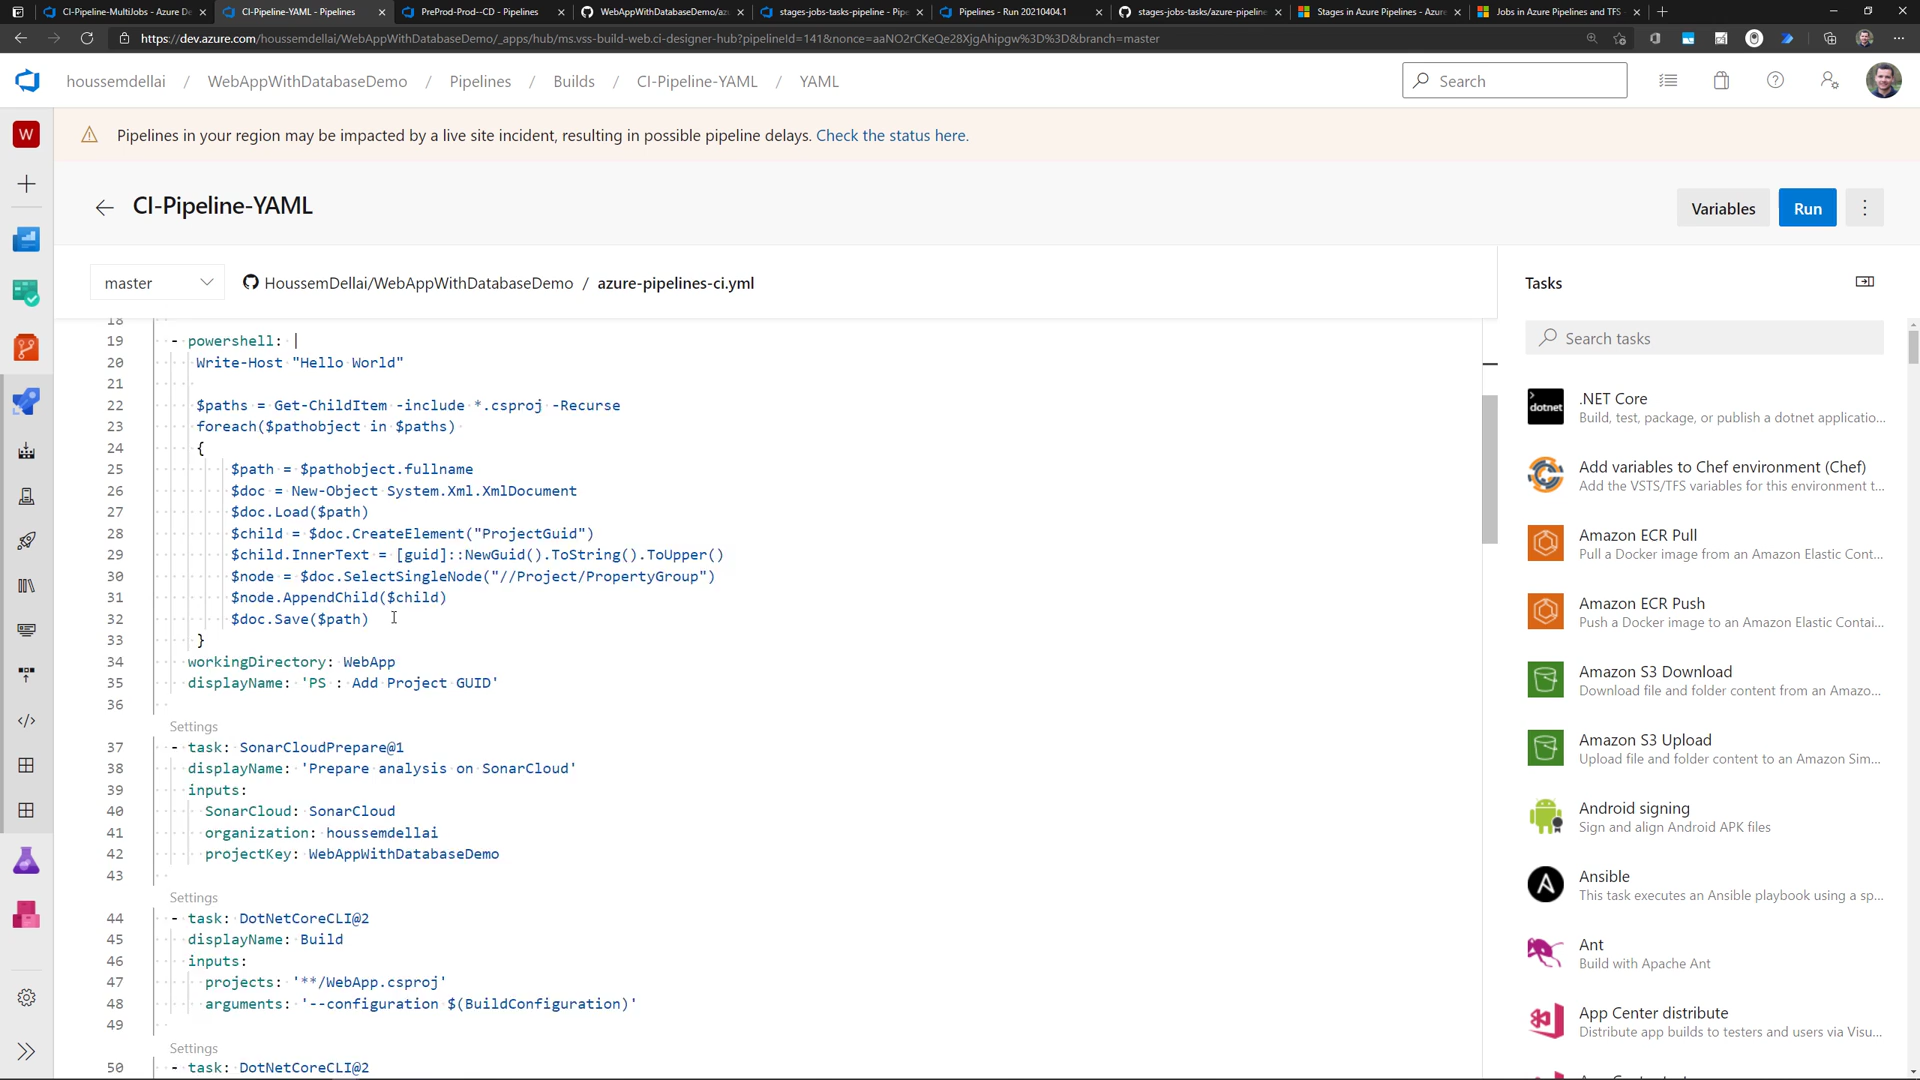 CI-Pipeline-MultiJobs - Azure De
CI-Pipeline-YAML - Pipelines
PreProd-Prod--CD - Pipelines
WebAppWithDatabaseDemo/az
stages-jobs-tasks-pipeline - Pipe
Pipelines - Run 20210404.1
stages-jobs-tasks/azure-pipeline
Stages in Azure Pipelines - Azur
Jobs in Azure Pipelines and TFS
https://dev.azure.com/houssemdellai/WebAppWithDatabaseDemo/_apps/hub/ms.vss-build-web.ci-designer-hub?pipelineId=141&nonce=aaNO2rCKeQe28XjgAhipgw%3D%3D&branch=master
houssemdellai / WebAppWithDatabaseDemo / Pipelines / Builds / CI-Pipeline-YAML / YAML
Search
W
Pipelines in your region may be impacted by a live site incident, resulting in possible pipeline delays. Check the status here.
CI-Pipeline-YAML
Variables
Run
master
HoussemDellai/WebAppWithDatabaseDemo / azure-pipelines-ci.yml
18
19 - powershell: |
20 Write-Host "Hello World"
21
22 $paths = Get-ChildItem -include *.csproj -Recurse
23 foreach($pathobject in $paths)
24 {
25 $path = $pathobject.fullname
26 $doc = New-Object System.Xml.XmlDocument
27 $doc.Load($path)
28 $child = $doc.CreateElement("ProjectGuid")
29 $child.InnerText = [guid]::NewGuid().ToString().ToUpper()
30 $node = $doc.SelectSingleNode("//Project/PropertyGroup")
31 $node.AppendChild($child)
32 $doc.Save($path)
33 }
34 workingDirectory: WebApp
35 displayName: 'PS : Add Project GUID'
36
Settings
37 - task: SonarCloudPrepare@1
38 displayName: 'Prepare analysis on SonarCloud'
39 inputs:
40 SonarCloud: SonarCloud
41 organization: houssemdellai
42 projectKey: WebAppWithDatabaseDemo
43
Settings
44 - task: DotNetCoreCLI@2
45 displayName: Build
46 inputs:
47 projects: '**/WebApp.csproj'
48 arguments: '--configuration $(BuildConfiguration)'
49
Settings
50 - task: DotNetCoreCLI@2
Tasks
Search tasks
dotnet
.NET Core
Build, test, package, or publish a dotnet applicatio...
Add variables to Chef environment (Chef)
Add the VSTS/TFS variables for this environment t...
Amazon ECR Pull
Pull a Docker image from an Amazon Elastic Cont...
Amazon ECR Push
Push a Docker image to an Amazon Elastic Contai...
Amazon S3 Download
Download file and folder content from an Amazo...
Amazon S3 Upload
Upload file and folder content to an Amazon Sim...
Android signing
Sign and align Android APK files
Ansible
This task executes an Ansible playbook using a sp...
Ant
Build with Apache Ant
App Center distribute
Distribute app builds to testers and users via Visu...